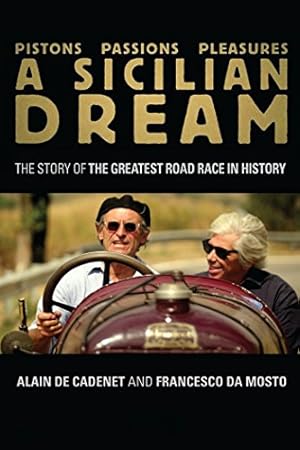 PISTONS PASSIONS PLEASURES
A SICILIAN
DREAM
THE STORY OF THE GREATEST ROAD RACE IN HISTORY
ALAIN DE CADENET AND FRANCESCO DA MOSTO